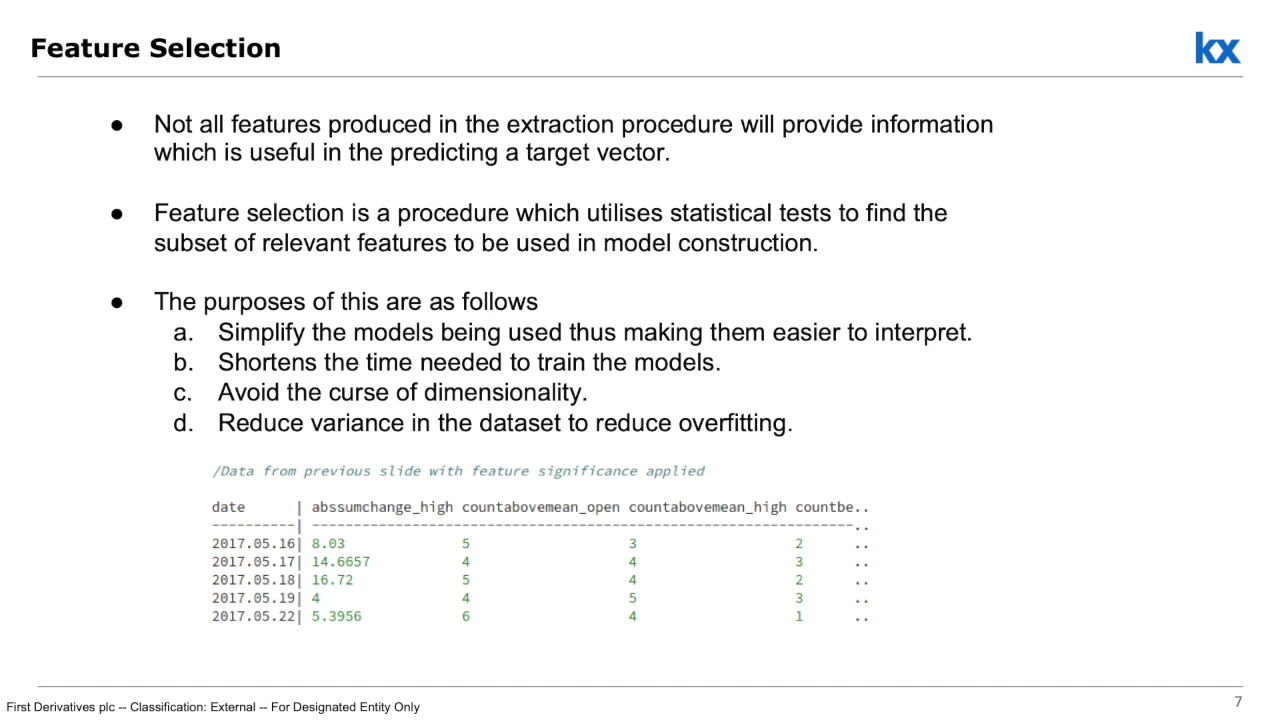 Feature Selection
kx
● Not all features produced in the extraction procedure will provide information
which is useful in the predicting a target vector.
● Feature selection is a procedure which utilises statistical tests to find the
subset of relevant features to be used in model construction.
● The purposes of this are as follows
a. Simplify the models being used thus making them easier to interpret.
b. Shortens the time needed to train the models.
c. Avoid the curse of dimensionality.
d. Reduce variance in the dataset to reduce overfitting.
/Data from previous slide with feature significance applied
date | abssumchange_high countabovemean_open countabovemean_high countbe..
----------| -----------------------------------------------------------------..
2017.05.16| 8.03 5 3 2 ..
2017.05.17| 14.6657 4 4 3 ..
2017.05.18| 16.72 5 4 2 ..
2017.05.19| 4 4 5 3 ..
2017.05.22| 5.3956 6 4 1 ..
First Derivatives plc -- Classification: External -- For Designated Entity Only
7